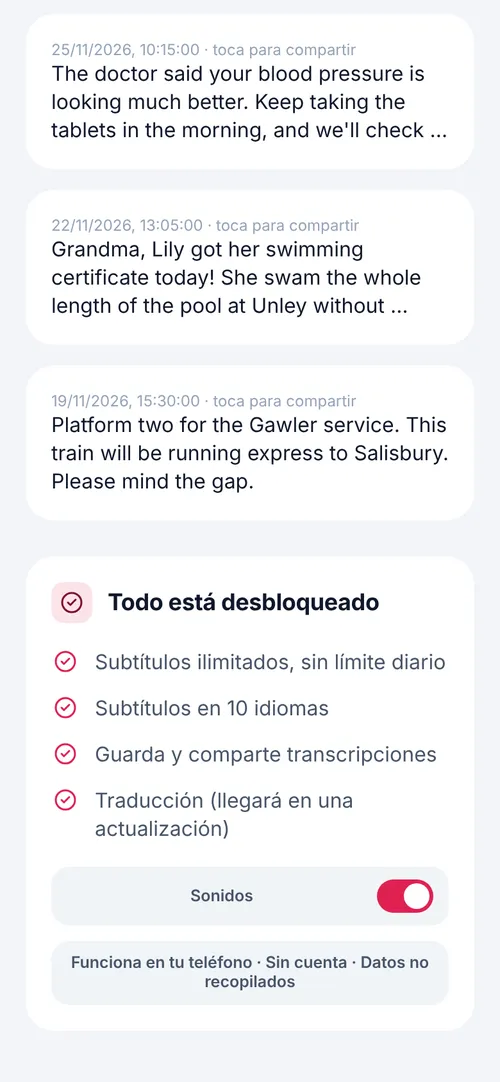 25/11/2026, 10:15:00 · toca para compartir
The doctor said your blood pressure is
looking much better. Keep taking the
tablets in the morning, and we'll check ...
22/11/2026, 13:05:00 · toca para compartir
Grandma, Lily got her swimming
certificate today! She swam the whole
length of the pool at Unley without ...
19/11/2026, 15:30:00 · toca para compartir
Platform two for the Gawler service. This
train will be running express to Salisbury.
Please mind the gap.
Todo está desbloqueado
Subtítulos ilimitados, sin límite diario
Subtítulos en 10 idiomas
Guarda y comparte transcripciones
Traducción (llegará en una
actualización)
Sonidos
Funciona en tu teléfono · Sin cuenta · Datos no
recopilados